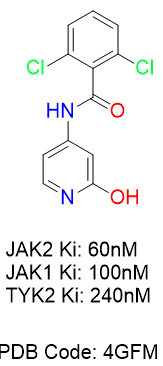 Cl
Cl
HN
O
N
OH
JAK2 Ki: 60nM
JAK1 Ki: 100nM
TYK2 Ki: 240nM
PDB Code: 4GFM